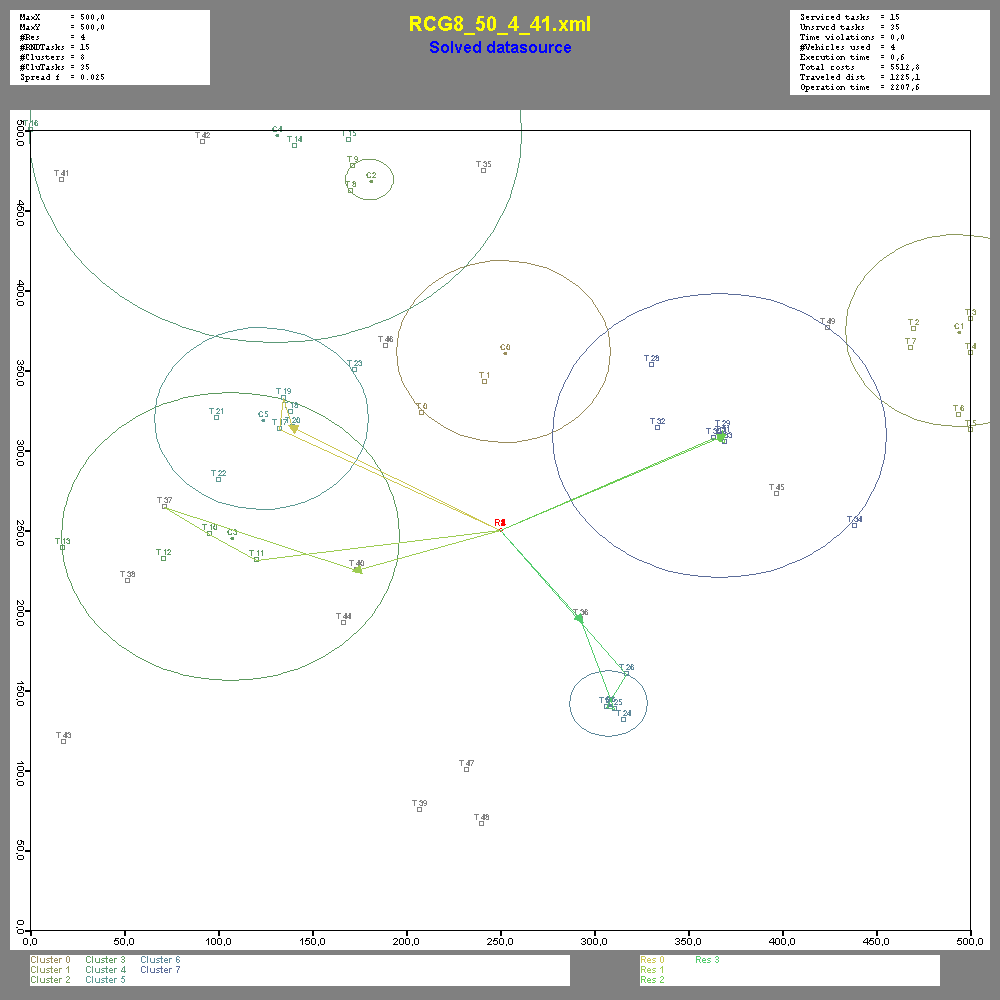 MaxX = 500,0
MaxY = 500,0
#Res = 4
#RNDTasks = 15
#Clusters = 8
#CluTasks = 35
Spread f = 0.025
RCG8_50_4_41.xml
Solved datasource
Serviced tasks = 15
Unsrvcd tasks = 35
Time violations = 0,0
#Vehicles used = 4
Execution time = 0,6
Total costs = 5512,8
Traveled dist = 1225,1
Operation time = 2207,6
T 16
T 42
C4
T 14
T 15
T 9
C2
T 8
T 35
T 41
T 3
T 2
C1
T 7
T 4
T 6
T 5
T 49
T 46
C0
T 1
T 0
T 23
T 28
T 19
T 18
T 21
C5
T 17
T 20
T 32
T 29
T 22
T 45
T 34
T 37
T 10
C3
T 13
T 12
T 11
T 40
T 38
T 44
T 36
T 26
T 24
T 43
T 47
T 39
T 48
500,0
450,0
400,0
350,0
300,0
250,0
200,0
150,0
100,0
50,0
0,0
0,0 50,0 100,0 150,0 200,0 250,0 300,0 350,0 400,0 450,0 500,0
Cluster 0 Cluster 3 Cluster 6
Cluster 1 Cluster 4 Cluster 7
Cluster 2 Cluster 5
Res 0 Res 3
Res 1
Res 2